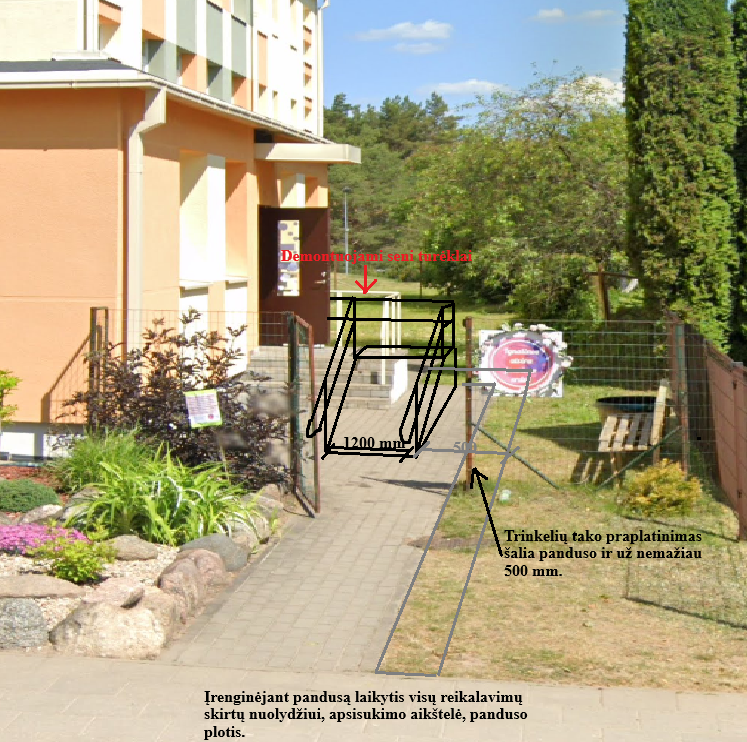 Demontuojami seni turėklai
1200 mm
500
Trinkelių tako praplatinimas
šalia panduso ir už nemažiau
500 mm.
Įrenginėjant pandusą laikytis visų reikalavimų
skirtų nuolydžiui, apsisukimo aikštelė, panduso
plotis.